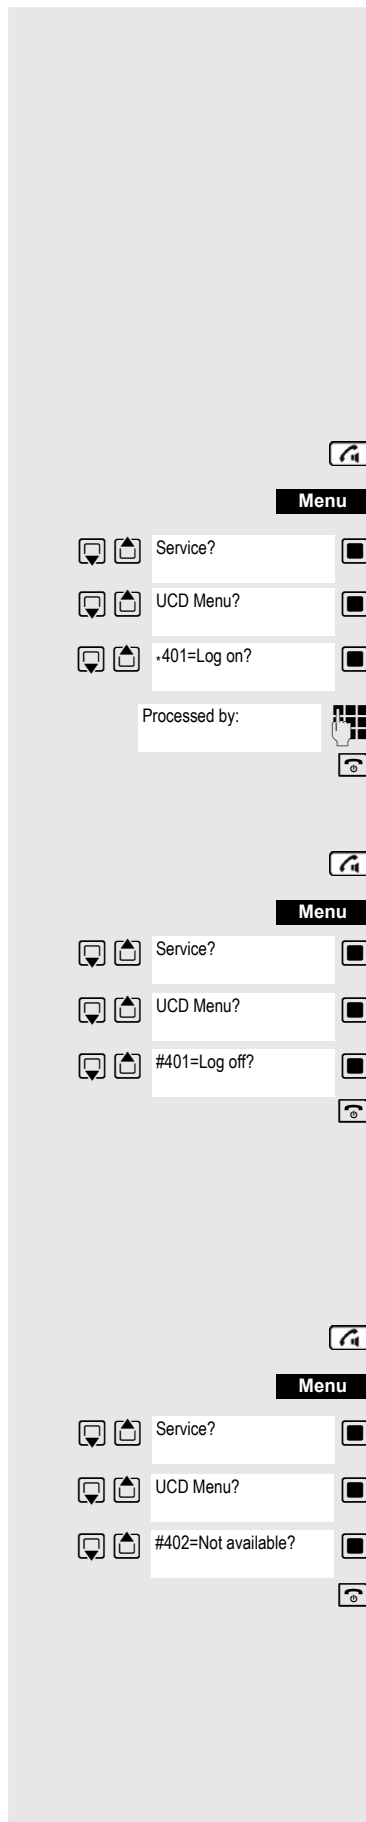 Menu
Service?
UCD Menu?
*401=Log on?
Processed by:
Menu
Service?
UCD Menu?
#401=Log off?
Menu
Service?
UCD Menu?
#402=Not available?